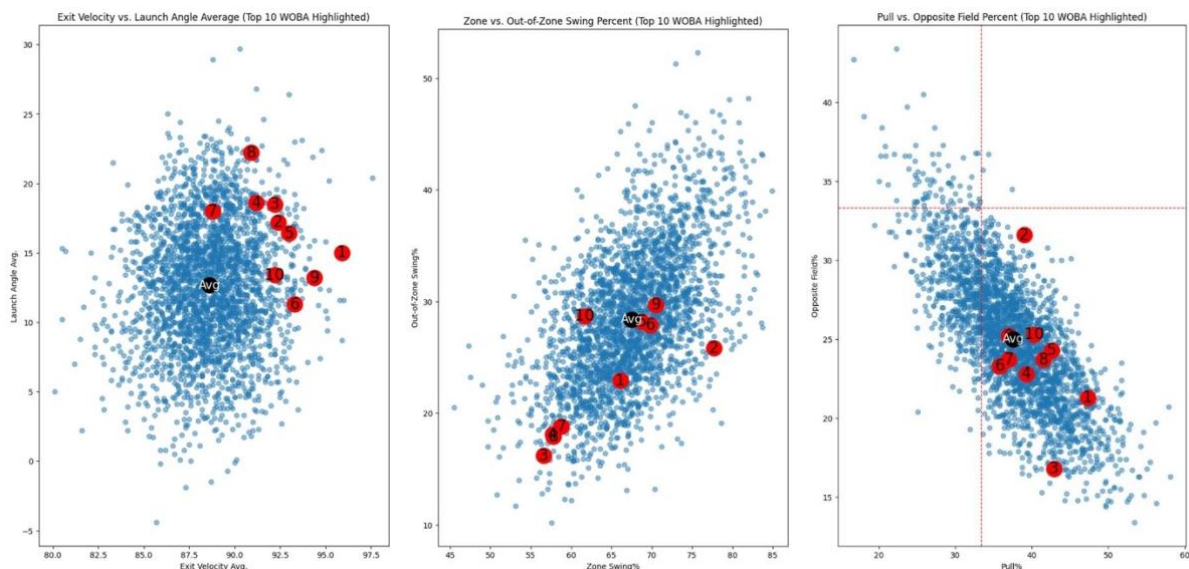 Exit Velocity vs. Launch Angle Average (Top 10 WOBA Highlighted)
30
25
20
15
10
5
0
−5
Launch Angle Avg.
80.0 82.5 85.0 87.5 90.0 92.5 95.0 97.5
Exit Velocity Avg.
8
4 3
7
2
5
1
10 9
Avg
6
Zone vs. Out-of-Zone Swing Percent (Top 10 WOBA Highlighted)
50
40
30
20
10
Out-of-Zone Swing%
45 50 55 60 65 70 75 80 85
Zone Swing%
9
10 Avg
6
2
1
7
3
Pull vs. Opposite Field Percent (Top 10 WOBA Highlighted)
40
35
30
25
20
15
Opposite Field%
20 30 40 50 60
Pull%
2
Avg 10
5
6 7 8
4
1
3